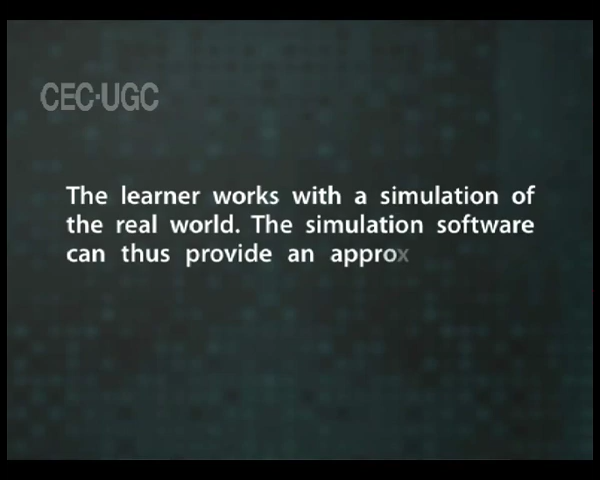 CEC-UGC
The learner works with a simulation of
the real world. The simulation software
can thus provide an approx